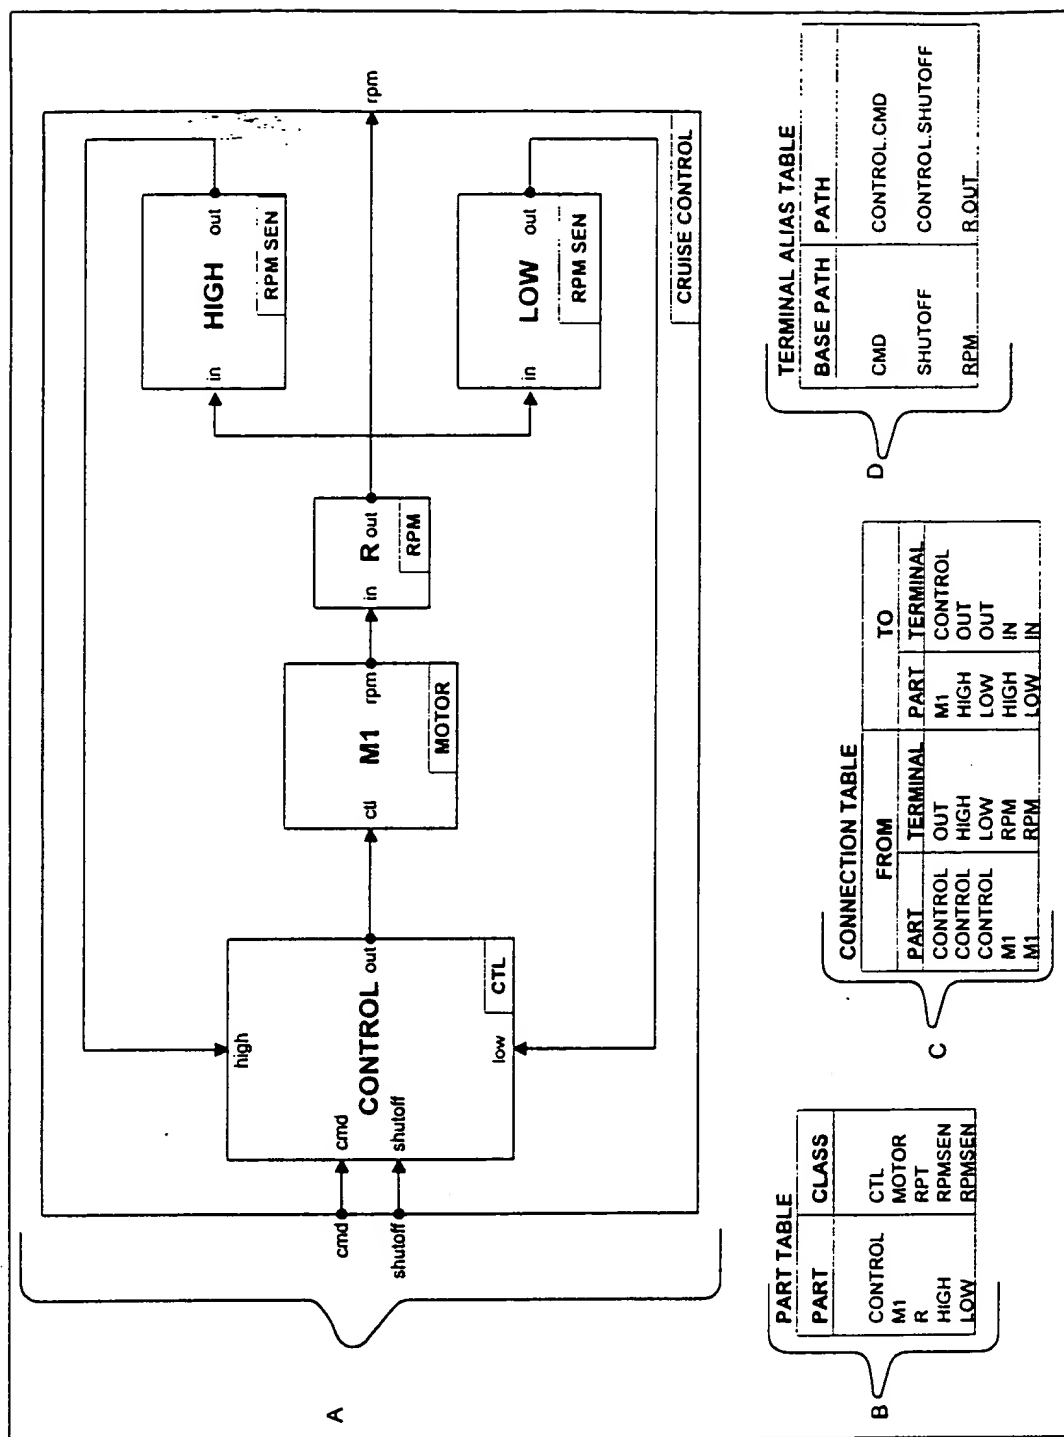 A
cmd
shutoff
cmd
shutoff
high
CONTROL
out
low
CTL
ctl
M1
rpm
MOTOR
in
R
out
RPM
in
HIGH
out
RPM SEN
in
LOW
out
RPM SEN
rpm
CRUISE CONTROL
B
PART TABLE
PART CLASS
CONTROL CTL
M1 MOTOR
R RPT
HIGH RPMSEN
LOW RPMSEN
C
CONNECTION TABLE
FROM TO
PART TERMINAL PART TERMINAL
CONTROL OUT M1 CONTROL
CONTROL HIGH HIGH OUT
CONTROL LOW LOW OUT
M1 RPM HIGH IN
M1 RPM LOW IN
D
TERMINAL ALIAS TABLE
BASE PATH PATH
CMD CONTROL.CMD
SHUTOFF CONTROL.SHUTOFF
RPM R.OUT